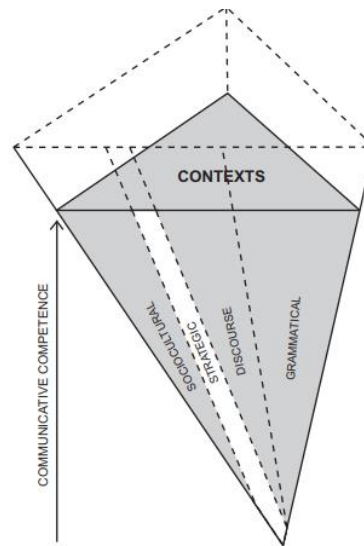 CONTEXTS
COMMUNICATIVE COMPETENCE
SOCIOCULTURAL
STRATEGIC
DISCOURSE
GRAMMATICAL